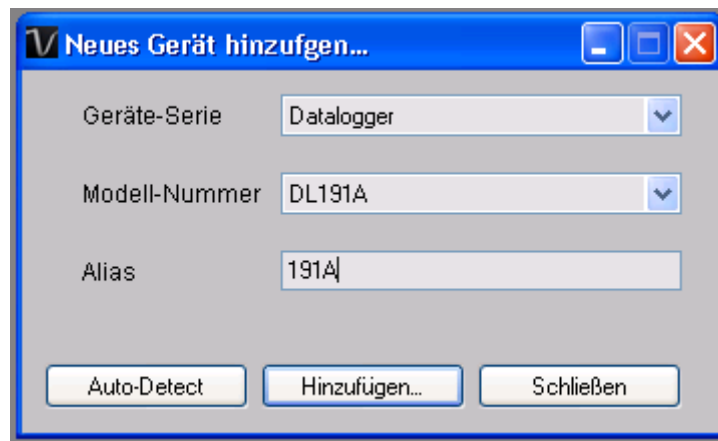 Neues Gerät hinzufgen...
Geräte-Serie Datalogger
Modell-Nummer DL191A
Alias 191A
Auto-Detect Hinzufügen... Schließen